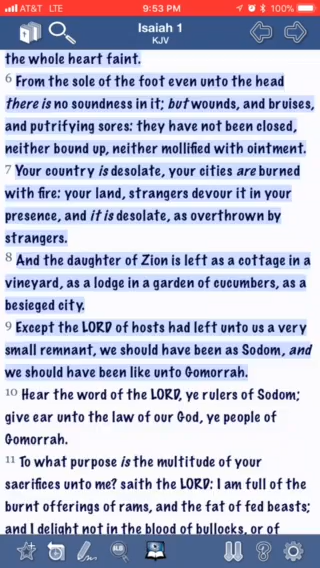 AT&T LTE 9:53 PM 100%
Isaiah 1
KJV
the whole heart faint.
6 From the sole of the foot even unto the head
there is no soundness in it; but wounds, and bruises,
and putrifying sores: they have not been closed,
neither bound up, neither mollified with ointment.
7 Your country is desolate, your cities are burned
with fire: your land, strangers devour it in your
presence, and it is desolate, as overthrown by
strangers.
8 And the daughter of Zion is left as a cottage in a
vineyard, as a lodge in a garden of cucumbers, as a
besieged city.
9 Except the LORD of hosts had left unto us a very
small remnant, we should have been as Sodom, and
we should have been like unto Gomorrah.
10 Hear the word of the LORD, ye rulers of Sodom;
give ear unto the law of our God, ye people of
Gomorrah.
11 To what purpose is the multitude of your
sacrifices unto me? saith the LORD: I am full of the
burnt offerings of rams, and the fat of fed beasts;
and I delight not in the blood of bullocks, or of